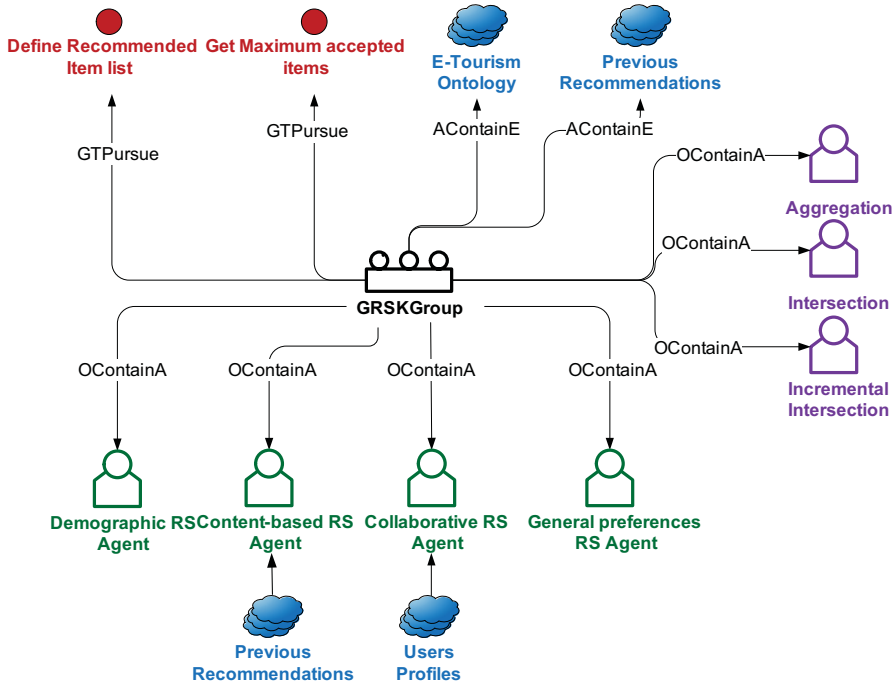 Define Recommended
Item list
Get Maximum accepted
items
E-Tourism
Ontology
Previous
Recommendations
GTPursue
GTPursue
AContainE
AContainE
OContainA
Aggregation
OContainA
Intersection
OContainA
Incremental
Intersection
GRSKGroup
OContainA
OContainA
OContainA
OContainA
Demographic RS
Agent
Content-based RS
Agent
Collaborative RS
Agent
General preferences
RS Agent
Previous
Recommendations
Users
Profiles